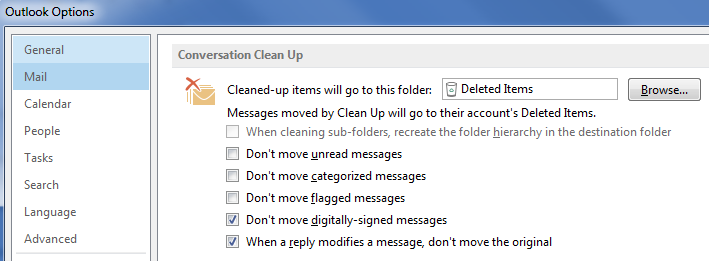 Outlook Options
General
Mail
Calendar
People
Tasks
Search
Language
Advanced
Conversation Clean Up
Cleaned-up items will go to this folder: Deleted Items Browse...
Messages moved by Clean Up will go to their account's Deleted Items.
When cleaning sub-folders, recreate the folder hierarchy in the destination folder
Don't move unread messages
Don't move categorized messages
Don't move flagged messages
Don't move digitally-signed messages
When a reply modifies a message, don't move the original